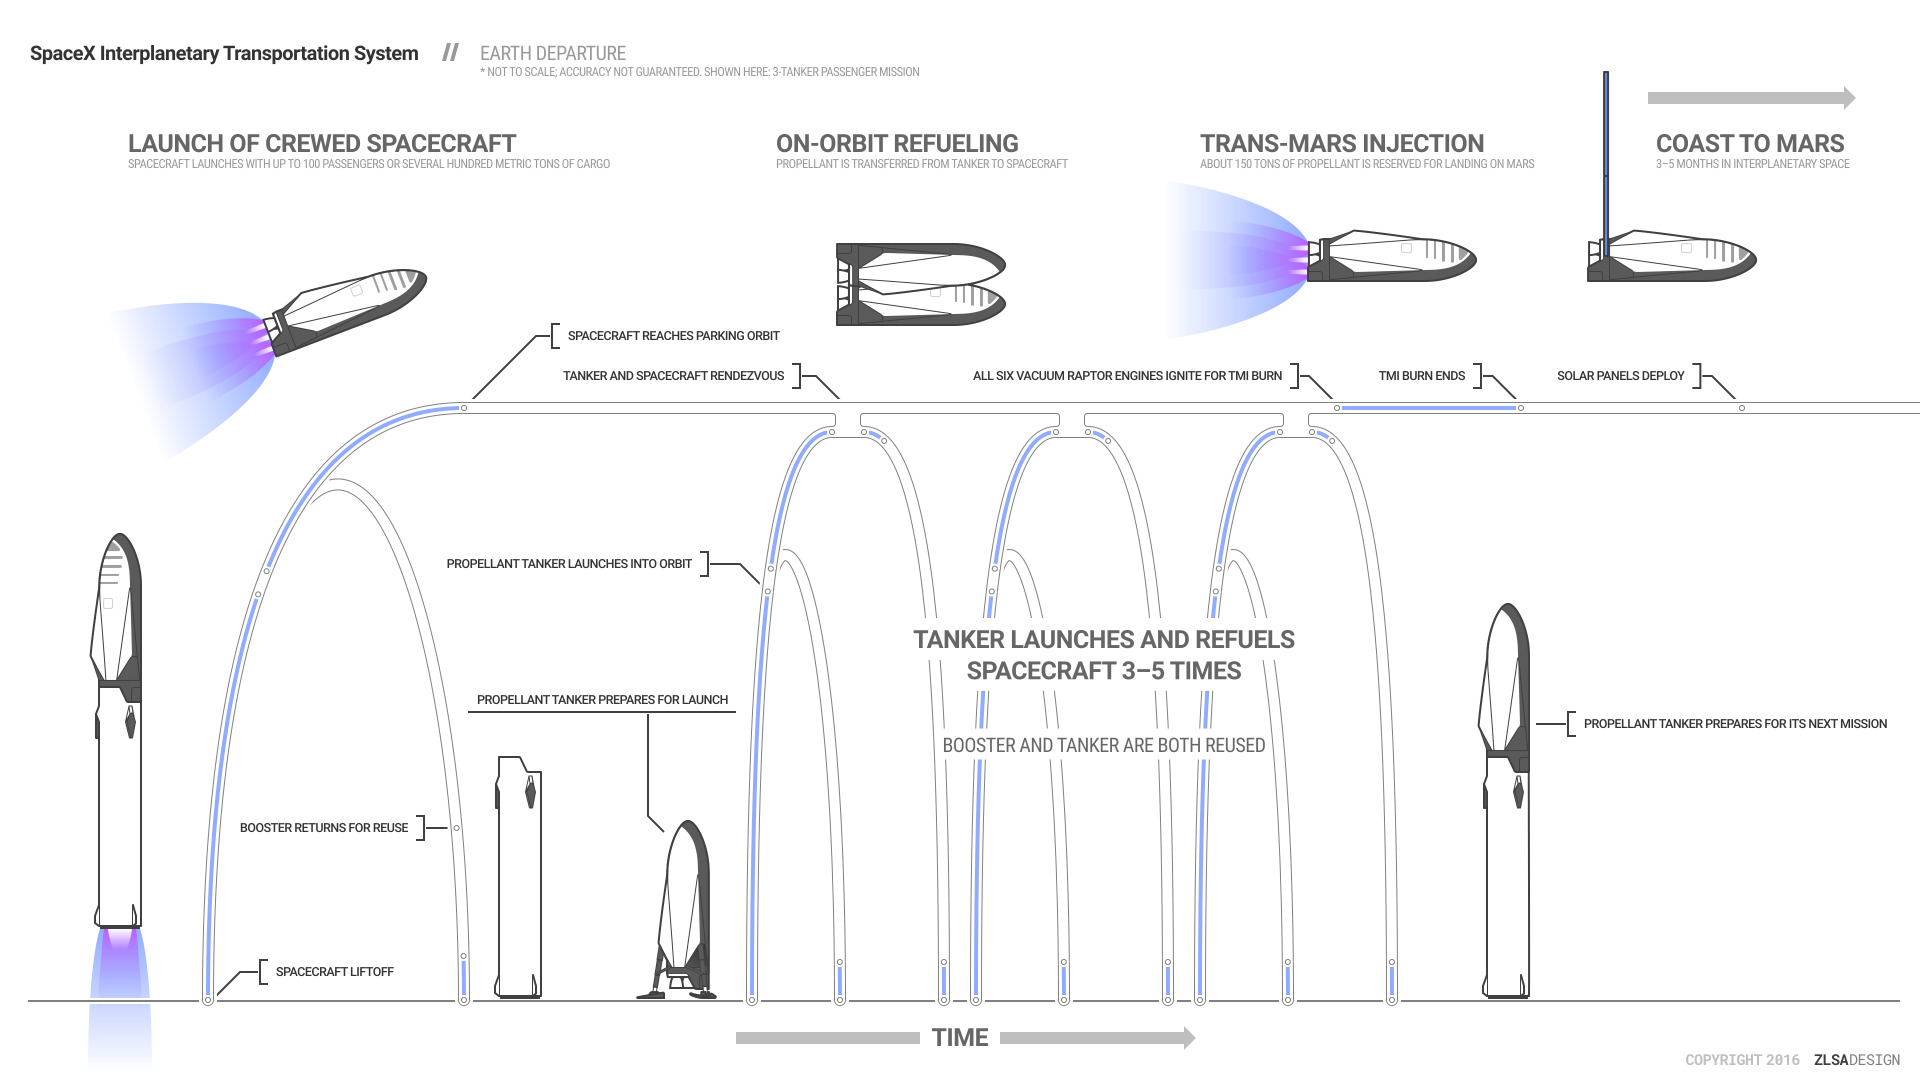 SpaceX Interplanetary Transportation System // EARTH DEPARTURE
* NOT TO SCALE; ACCURACY NOT GUARANTEED. SHOWN HERE: 3-TANKER PASSENGER MISSION
LAUNCH OF CREWED SPACECRAFT
SPACECRAFT LAUNCHES WITH UP TO 100 PASSENGERS OR SEVERAL HUNDRED METRIC TONS OF CARGO
ON-ORBIT REFUELING
PROPELLANT IS TRANSFERRED FROM TANKER TO SPACECRAFT
TRANS-MARS INJECTION
ABOUT 150 TONS OF PROPELLANT IS RESERVED FOR LANDING ON MARS
COAST TO MARS
3–5 MONTHS IN INTERPLANETARY SPACE
SPACECRAFT REACHES PARKING ORBIT
TANKER AND SPACECRAFT RENDEZVOUS
ALL SIX VACUUM RAPTOR ENGINES IGNITE FOR TMI BURN
TMI BURN ENDS
SOLAR PANELS DEPLOY
PROPELLANT TANKER LAUNCHES INTO ORBIT
TANKER LAUNCHES AND REFUELS
SPACECRAFT 3–5 TIMES
PROPELLANT TANKER PREPARES FOR LAUNCH
PROPELLANT TANKER PREPARES FOR ITS NEXT MISSION
BOOSTER AND TANKER ARE BOTH REUSED
BOOSTER RETURNS FOR REUSE
SPACECRAFT LIFTOFF
TIME
COPYRIGHT 2016 ZLSADESIGN